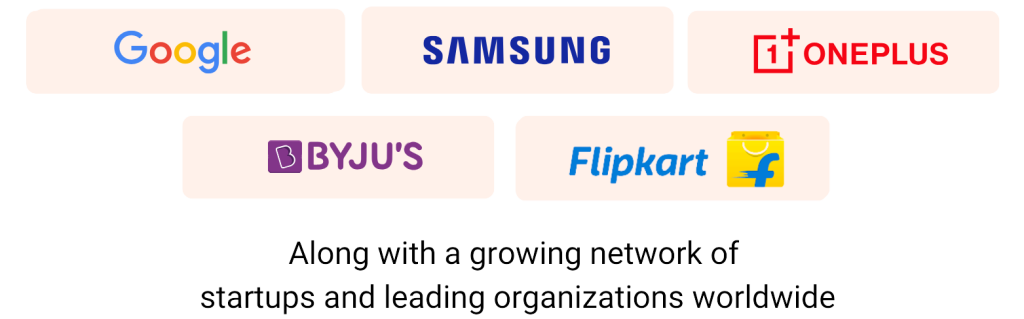 Google
SAMSUNG
1+ ONEPLUS
B BYJU'S
Flipkart f
Along with a growing network of
startups and leading organizations worldwide